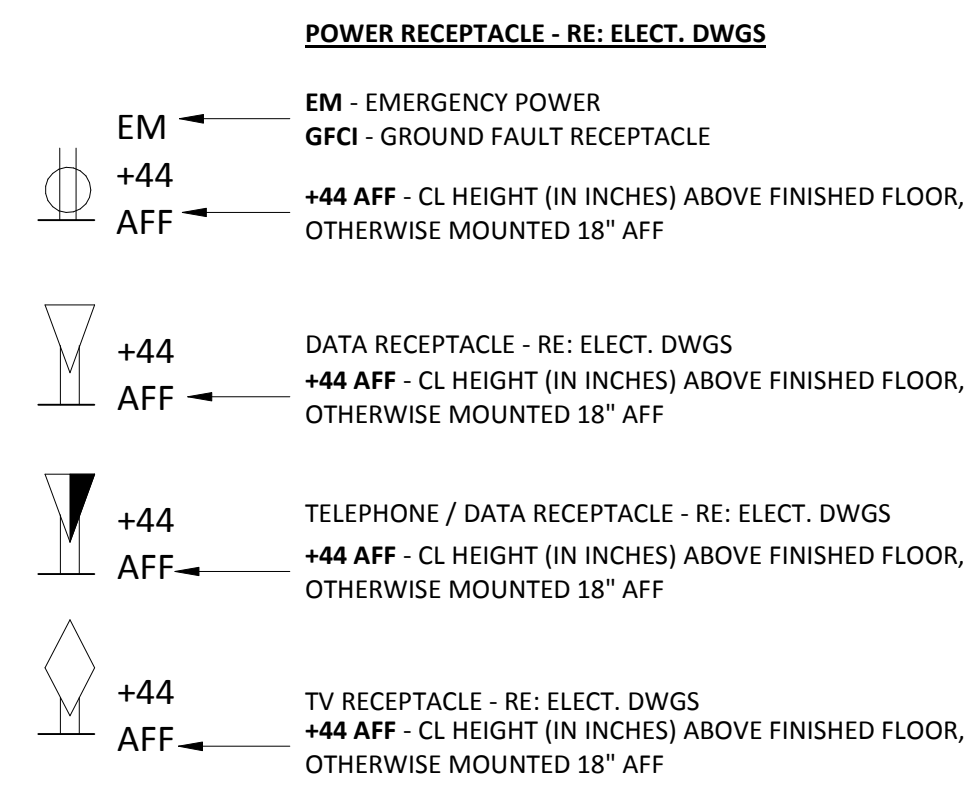 POWER RECEPTACLE - RE: ELECT. DWGS
EM
+44
AFF
EM - EMERGENCY POWER
GFCI - GROUND FAULT RECEPTACLE
+44 AFF - CL HEIGHT (IN INCHES) ABOVE FINISHED FLOOR,
OTHERWISE MOUNTED 18" AFF
+44
AFF
DATA RECEPTACLE - RE: ELECT. DWGS
+44 AFF - CL HEIGHT (IN INCHES) ABOVE FINISHED FLOOR,
OTHERWISE MOUNTED 18" AFF
+44
AFF
TELEPHONE / DATA RECEPTACLE - RE: ELECT. DWGS
+44 AFF - CL HEIGHT (IN INCHES) ABOVE FINISHED FLOOR,
OTHERWISE MOUNTED 18" AFF
+44
AFF
TV RECEPTACLE - RE: ELECT. DWGS
+44 AFF - CL HEIGHT (IN INCHES) ABOVE FINISHED FLOOR,
OTHERWISE MOUNTED 18" AFF